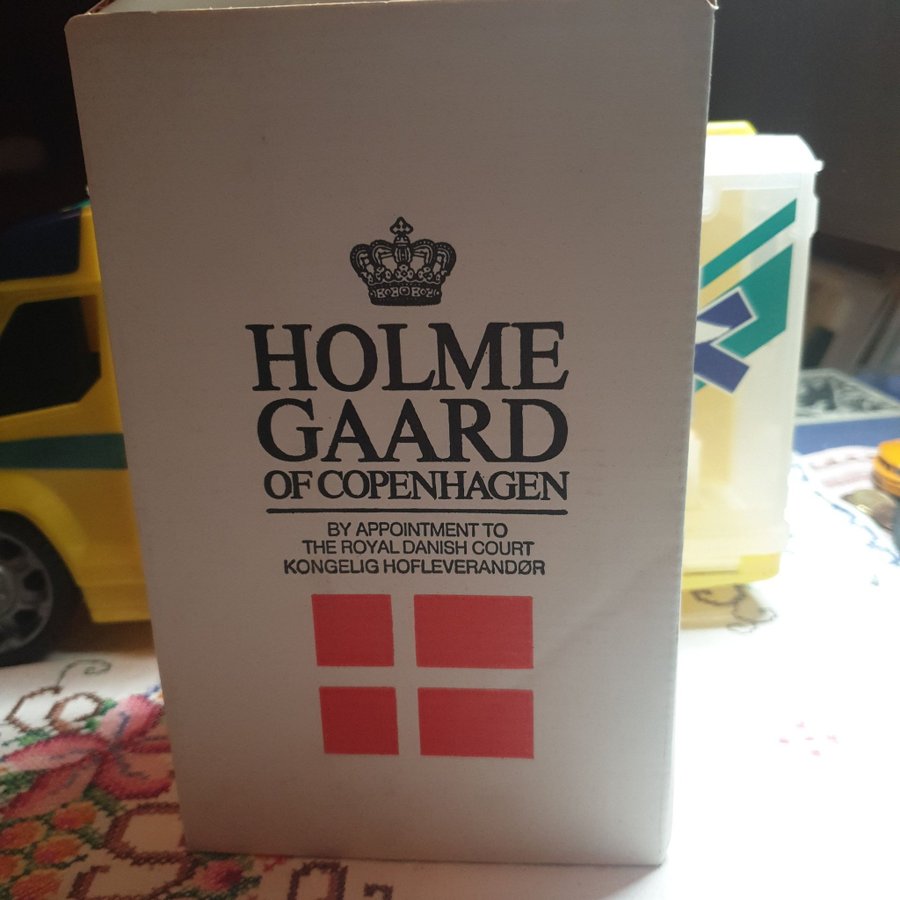 HOLME
GAARD
OF COPENHAGEN
BY APPOINTMENT TO
THE ROYAL DANISH COURT
KONGELIG HOFLEVERANDØR